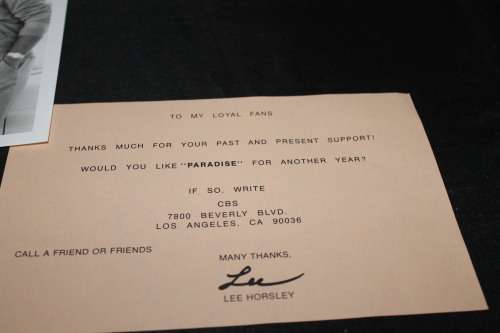 TO MY LOYAL FANS
THANKS MUCH FOR YOUR PAST AND PRESENT SUPPORT!
WOULD YOU LIKE "PARADISE" FOR ANOTHER YEAR?
IF SO, WRITE
CBS
7800 BEVERLY BLVD.
LOS ANGELES, CA 90036
CALL A FRIEND OR FRIENDS
MANY THANKS,
Lee
LEE HORSLEY